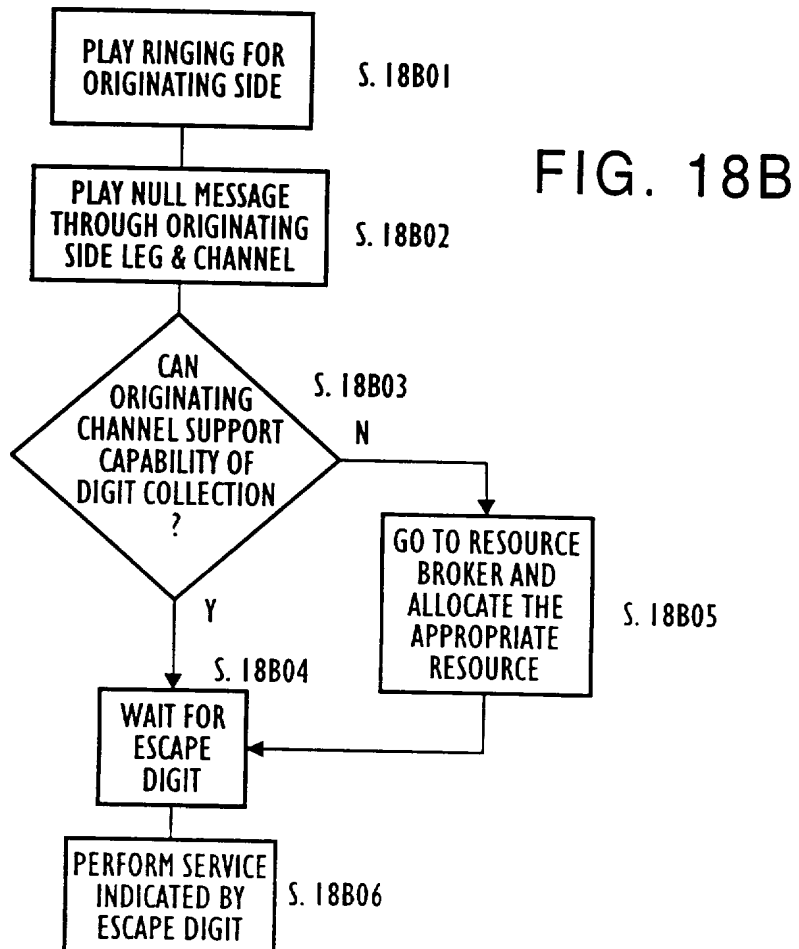 PLAY RINGING FOR
ORIGINATING SIDE
S. 18B01
FIG. 18B
PLAY NULL MESSAGE
THROUGH ORIGINATING
SIDE LEG & CHANNEL
S. 18B02
CAN
ORIGINATING
CHANNEL SUPPORT
CAPABILITY OF
DIGIT COLLECTION
?
S. 18B03
N
Y
GO TO RESOURCE
BROKER AND
ALLOCATE THE
APPROPRIATE
RESOURCE
S. 18B05
S. 18B04
WAIT FOR
ESCAPE
DIGIT
PERFORM SERVICE
INDICATED BY
ESCAPE DIGIT
S. 18B06